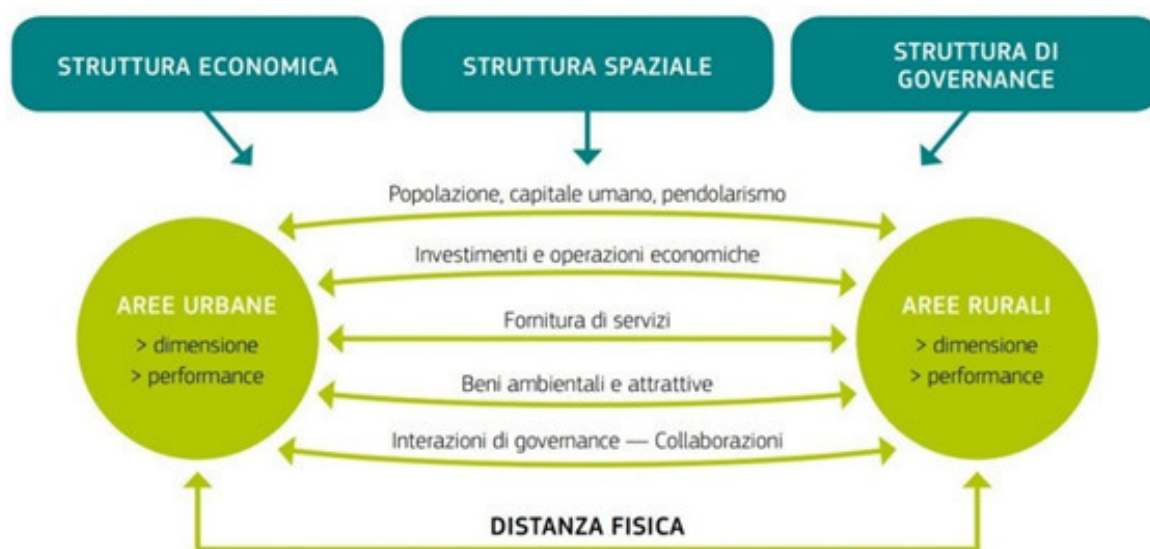 STRUTTURA ECONOMICA
STRUTTURA SPAZIALE
STRUTTURA DI
GOVERNANCE
Popolazione, capitale umano, pendolarismo
Investimenti e operazioni economiche
AREE URBANE
> dimensione
> performance
Fornitura di servizi
AREE RURALI
> dimensione
> performance
Beni ambientali e attrattive
Interazioni di governance — Collaborazioni
DISTANZA FISICA